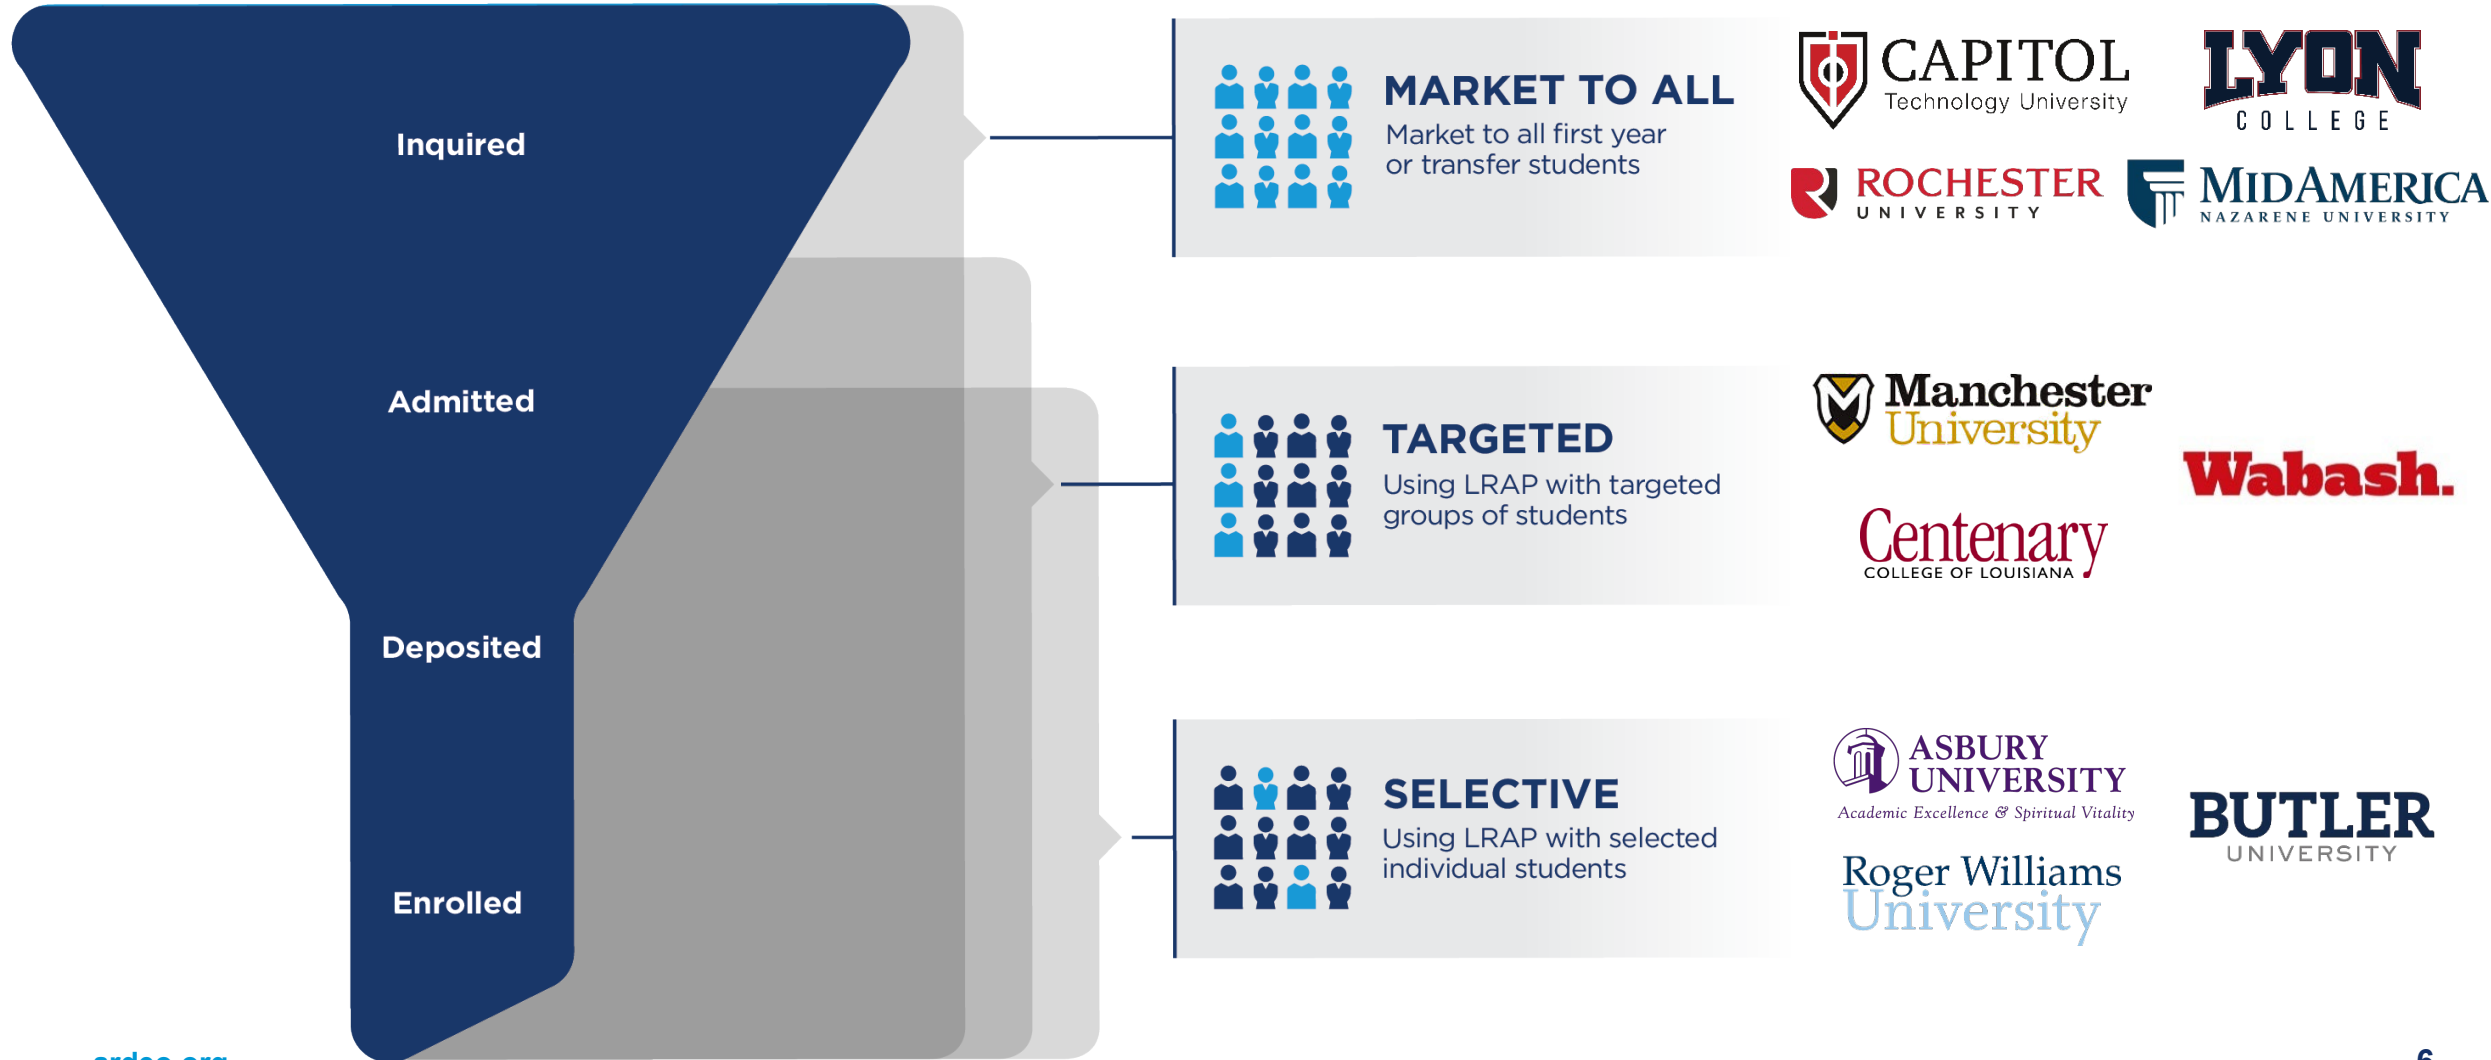 Inquired
Admitted
Deposited
Enrolled
MARKET TO ALL
Market to all first year
or transfer students
CAPITOL
Technology University
LYON
COLLEGE
ROCHESTER
UNIVERSITY
MIDAMERICA
NAZARENE UNIVERSITY
TARGETED
Using LRAP with targeted
groups of students
Manchester
University
Wabash.
Centenary
COLLEGE OF LOUISIANA
SELECTIVE
Using LRAP with selected
individual students
ASBURY
UNIVERSITY
Academic Excellence & Spiritual Vitality
BUTLER
UNIVERSITY
Roger Williams
University
ardeo.org
6